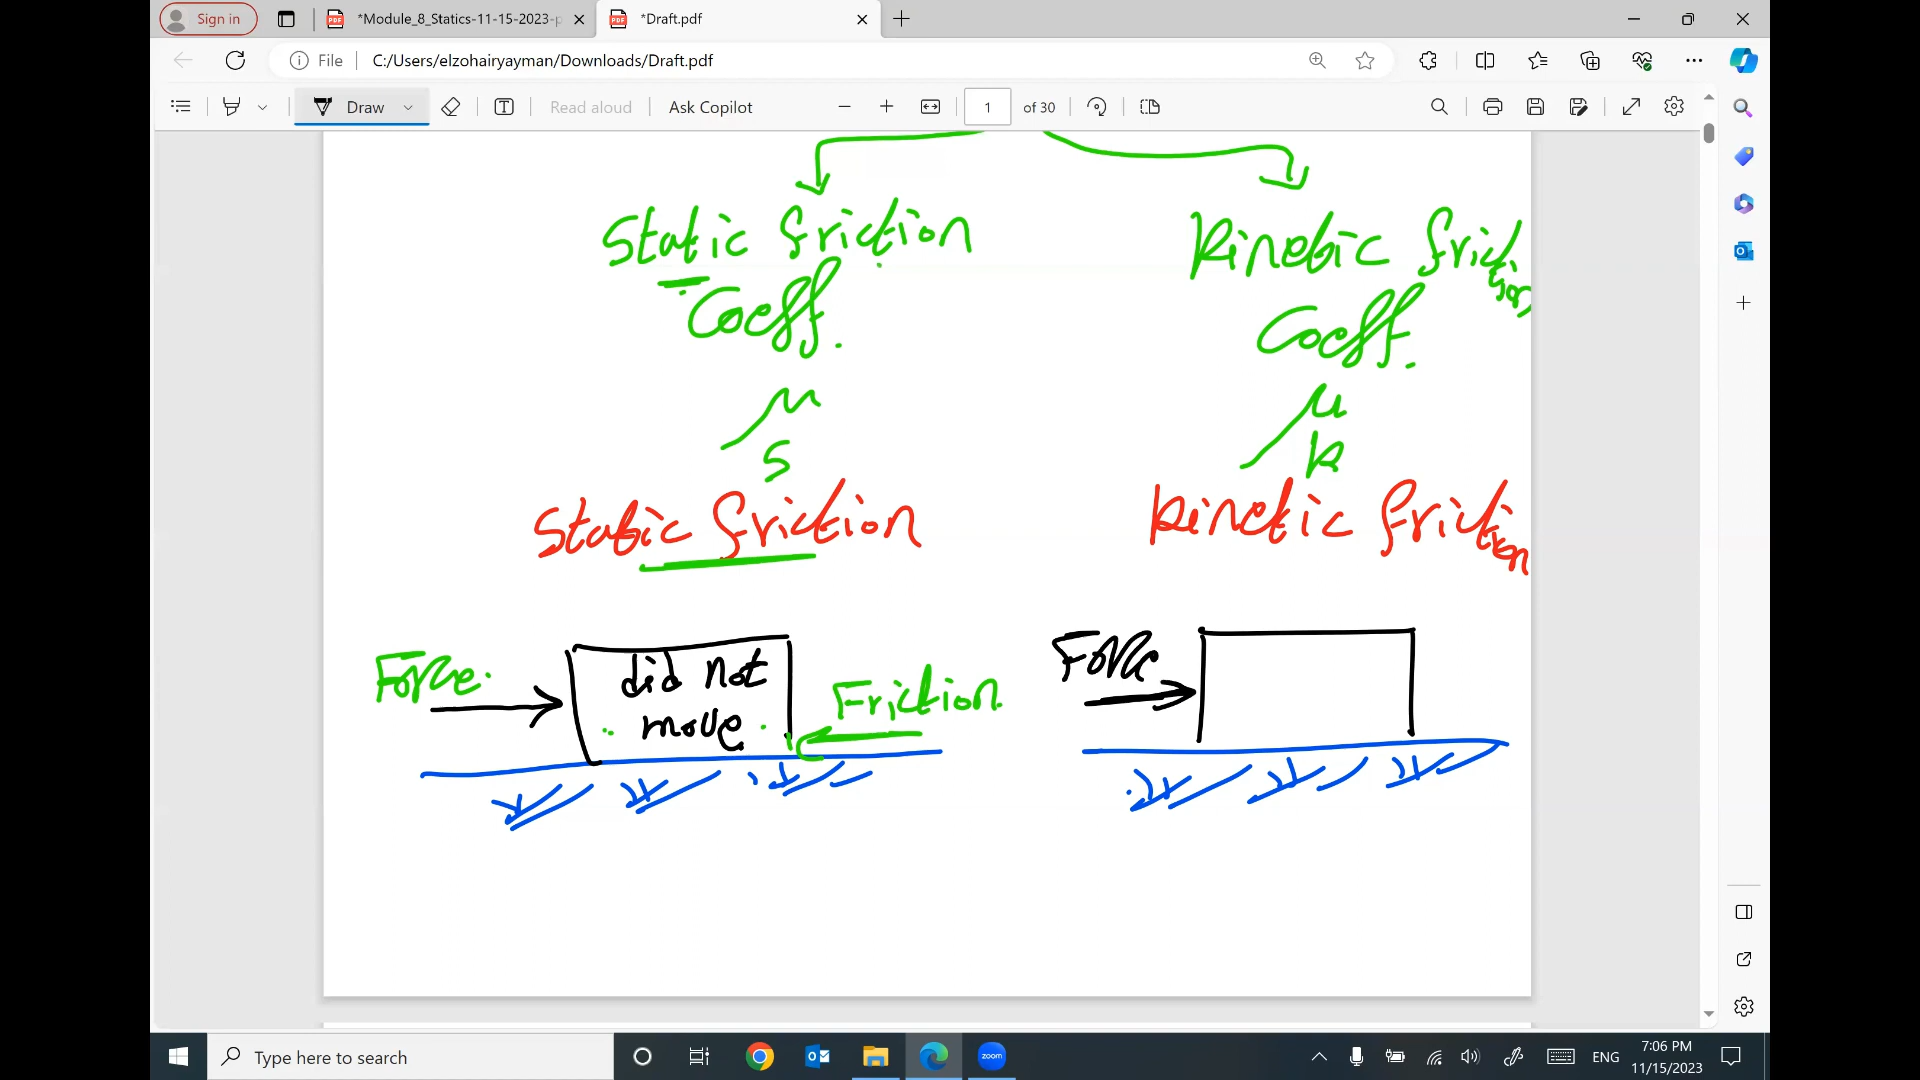 Sign in
*Module_8_Statics-11-15-2023-p
*Draft.pdf
File
C:/Users/elzohairyayman/Downloads/Draft.pdf
Draw
Read aloud
Ask Copilot
1
of 30
Static friction
Coeff.
μ
s
kinetic friction
Coeff.
μ
k
Static friction
kinetic friction
Force
did not
move
Friction
Force
Type here to search
zoom
ENG
7:06 PM
11/15/2023